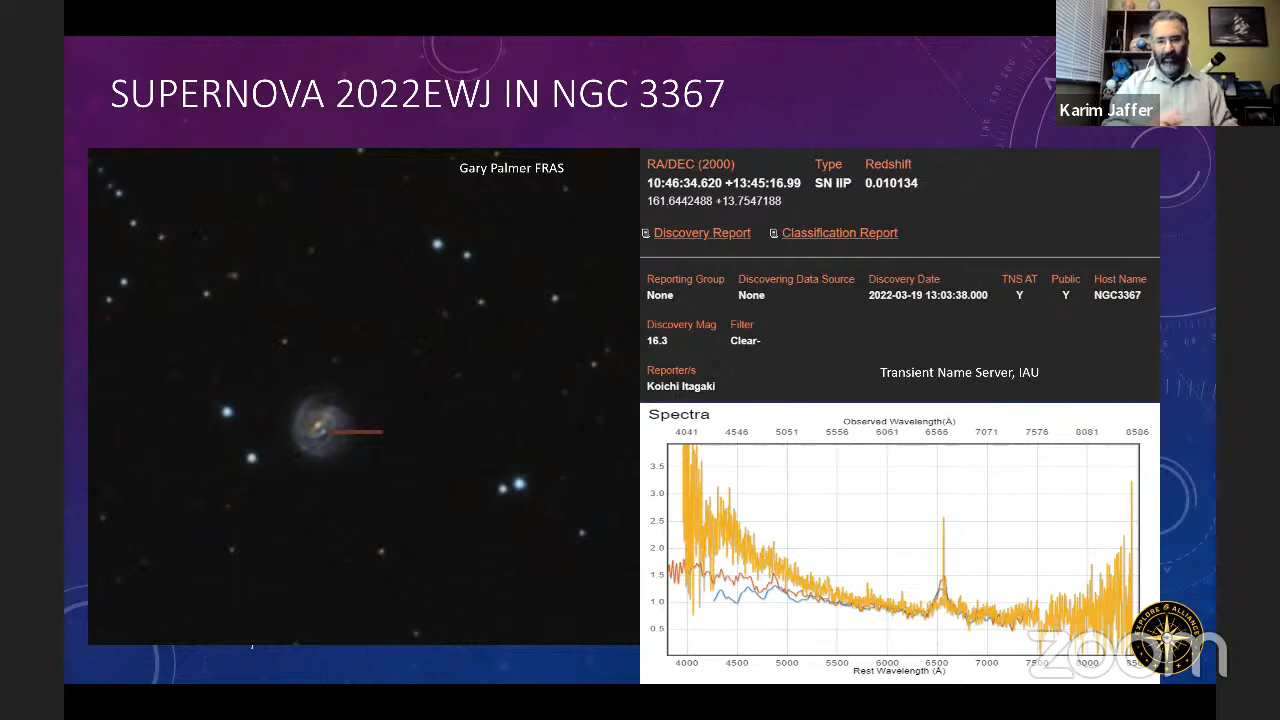 SUPERNOVA 2022EWJ IN NGC 3367
Karim Jaffer
Gary Palmer FRAS
RA/DEC (2000) Type Redshift
10:46:34.620 +13:45:16.99 SN IIP 0.010134
161.6442488 +13.7547188
Discovery Report Classification Report
Reporting Group Discovering Data Source Discovery Date TNS AT Public Host Name
None None 2022-03-19 13:03:38.000 Y Y NGC3367
Discovery Mag Filter
16.3 Clear-
Reporter/s
Koichi Itagaki
Transient Name Server, IAU
Spectra
Observed Wavelength(Å)
4041 4546 5051 5556 6061 6566 7071 7576 8081 8586
3.5
3.0
2.5
2.0
1.5
1.0
0.5
4000 4500 5000 5500 6000 6500 7000 7500 8000
Rest Wavelength (Å)
EXPLORE ALLIANCE
zoom